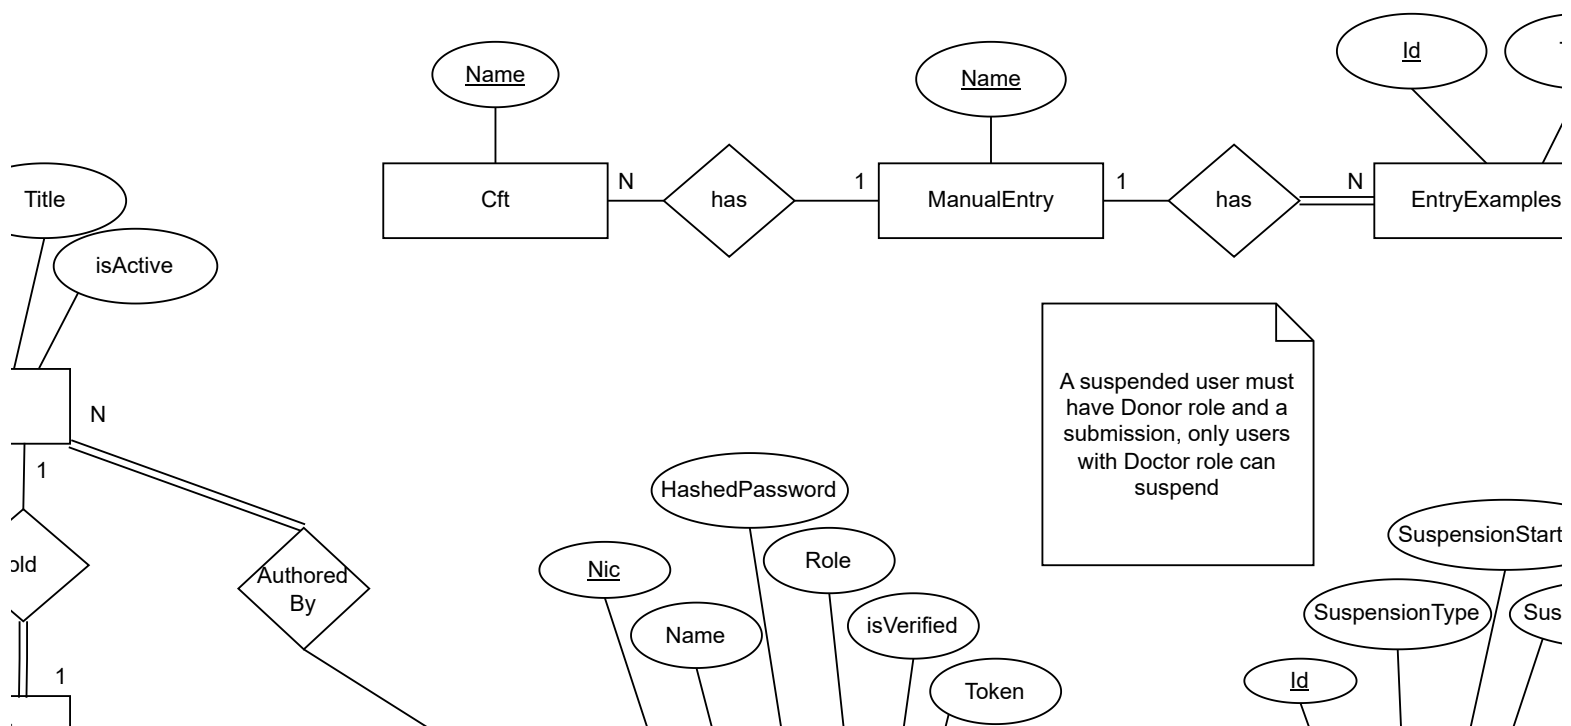 Id
Name
Name
Title
Cft
N
has
1
ManualEntry
1
has
N
EntryExamples
isActive
A suspended user must
have Donor role and a
submission, only users
with Doctor role can
suspend
N
1
HashedPassword
SuspensionStart
old
Authored
By
Nic
Role
Name
isVerified
SuspensionType
Sus
1
Token
Id